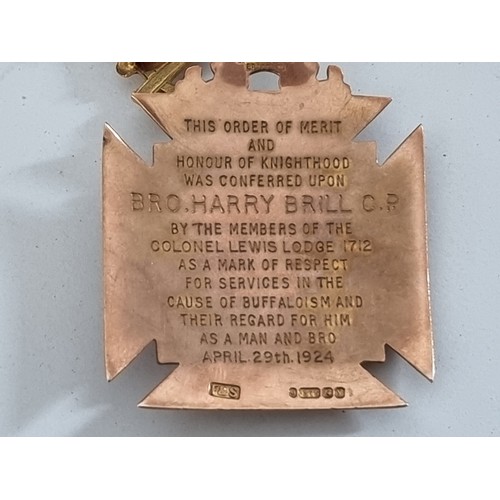 THIS ORDER OF MERIT
AND
HONOUR OF KNIGHTHOOD
WAS CONFERRED UPON
BRO. HARRY BRILL C.P.
BY THE MEMBERS OF THE
COLONEL LEWIS LODGE 1712
AS A MARK OF RESPECT
FOR SERVICES IN THE
CAUSE OF BUFFALOISM AND
THEIR REGARD FOR HIM
AS A MAN AND BRO
APRIL. 29th. 1924